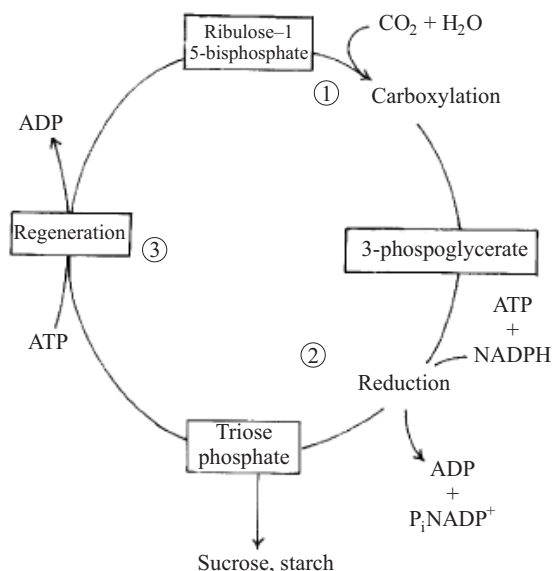 Ribulose–1
5-bisphosphate
CO2 + H2O
①
Carboxylation
ADP
Regeneration
③
3-phospoglycerate
ATP
ATP
+
NADPH
②
Reduction
Triose
phosphate
ADP
+
PiNADP+
Sucrose, starch